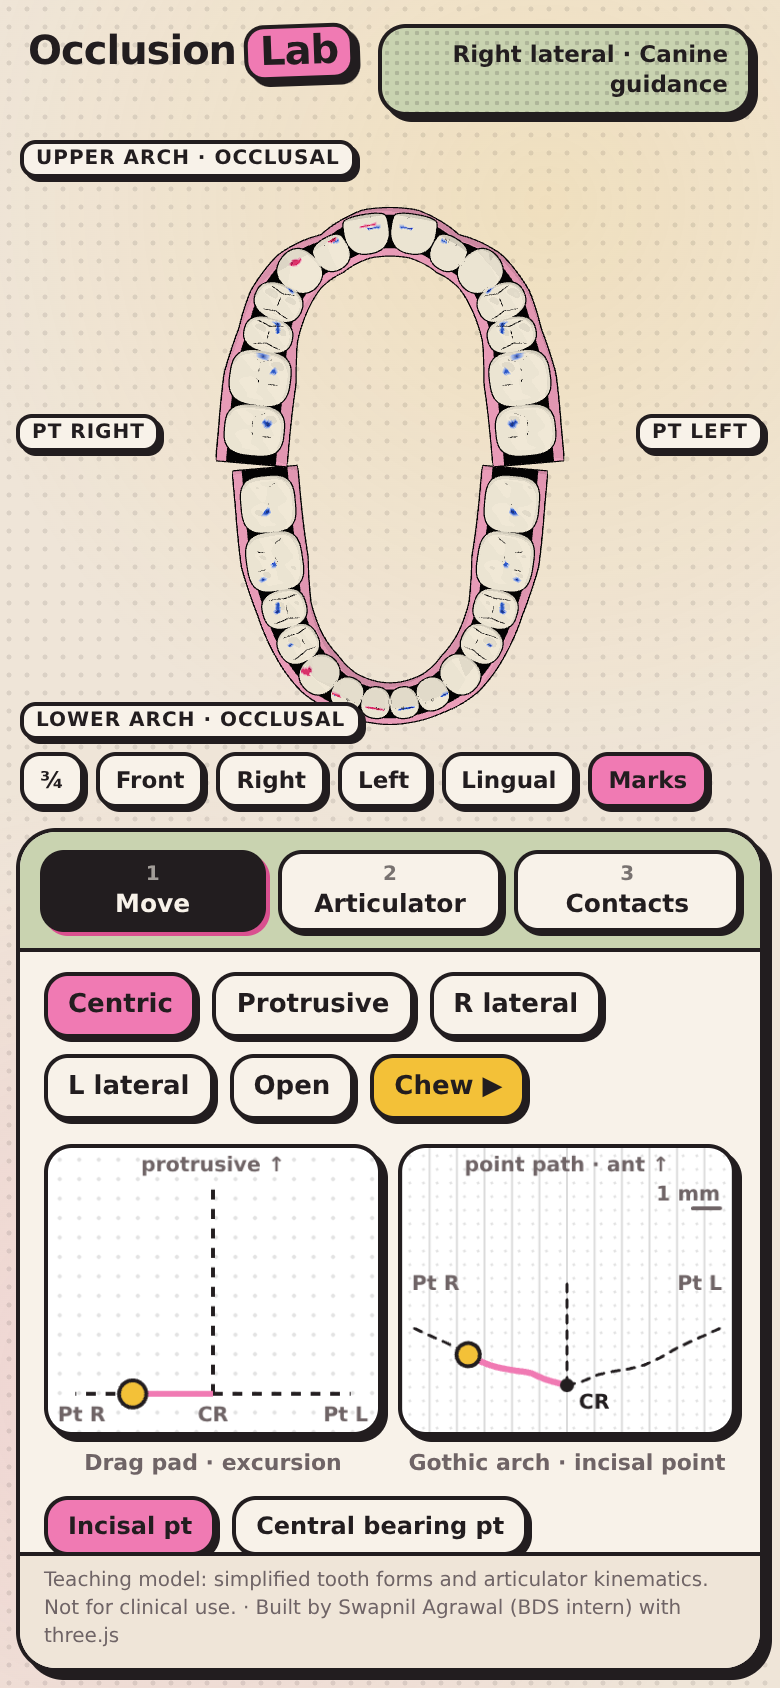 Occlusion Lab
Right lateral · Canine
guidance
UPPER ARCH · OCCLUSAL
PT RIGHT
PT LEFT
LOWER ARCH · OCCLUSAL
¾ Front Right Left Lingual Marks
1 2 3
Move Articulator Contacts
Centric Protrusive R lateral
L lateral Open Chew ▶
protrusive ↑
Pt R CR Pt L
point path · ant ↑
1 mm
Pt R Pt L
CR
Drag pad · excursion
Gothic arch · incisal point
Incisal pt Central bearing pt
Teaching model: simplified tooth forms and articulator kinematics.
Not for clinical use. · Built by Swapnil Agrawal (BDS intern) with
three.js